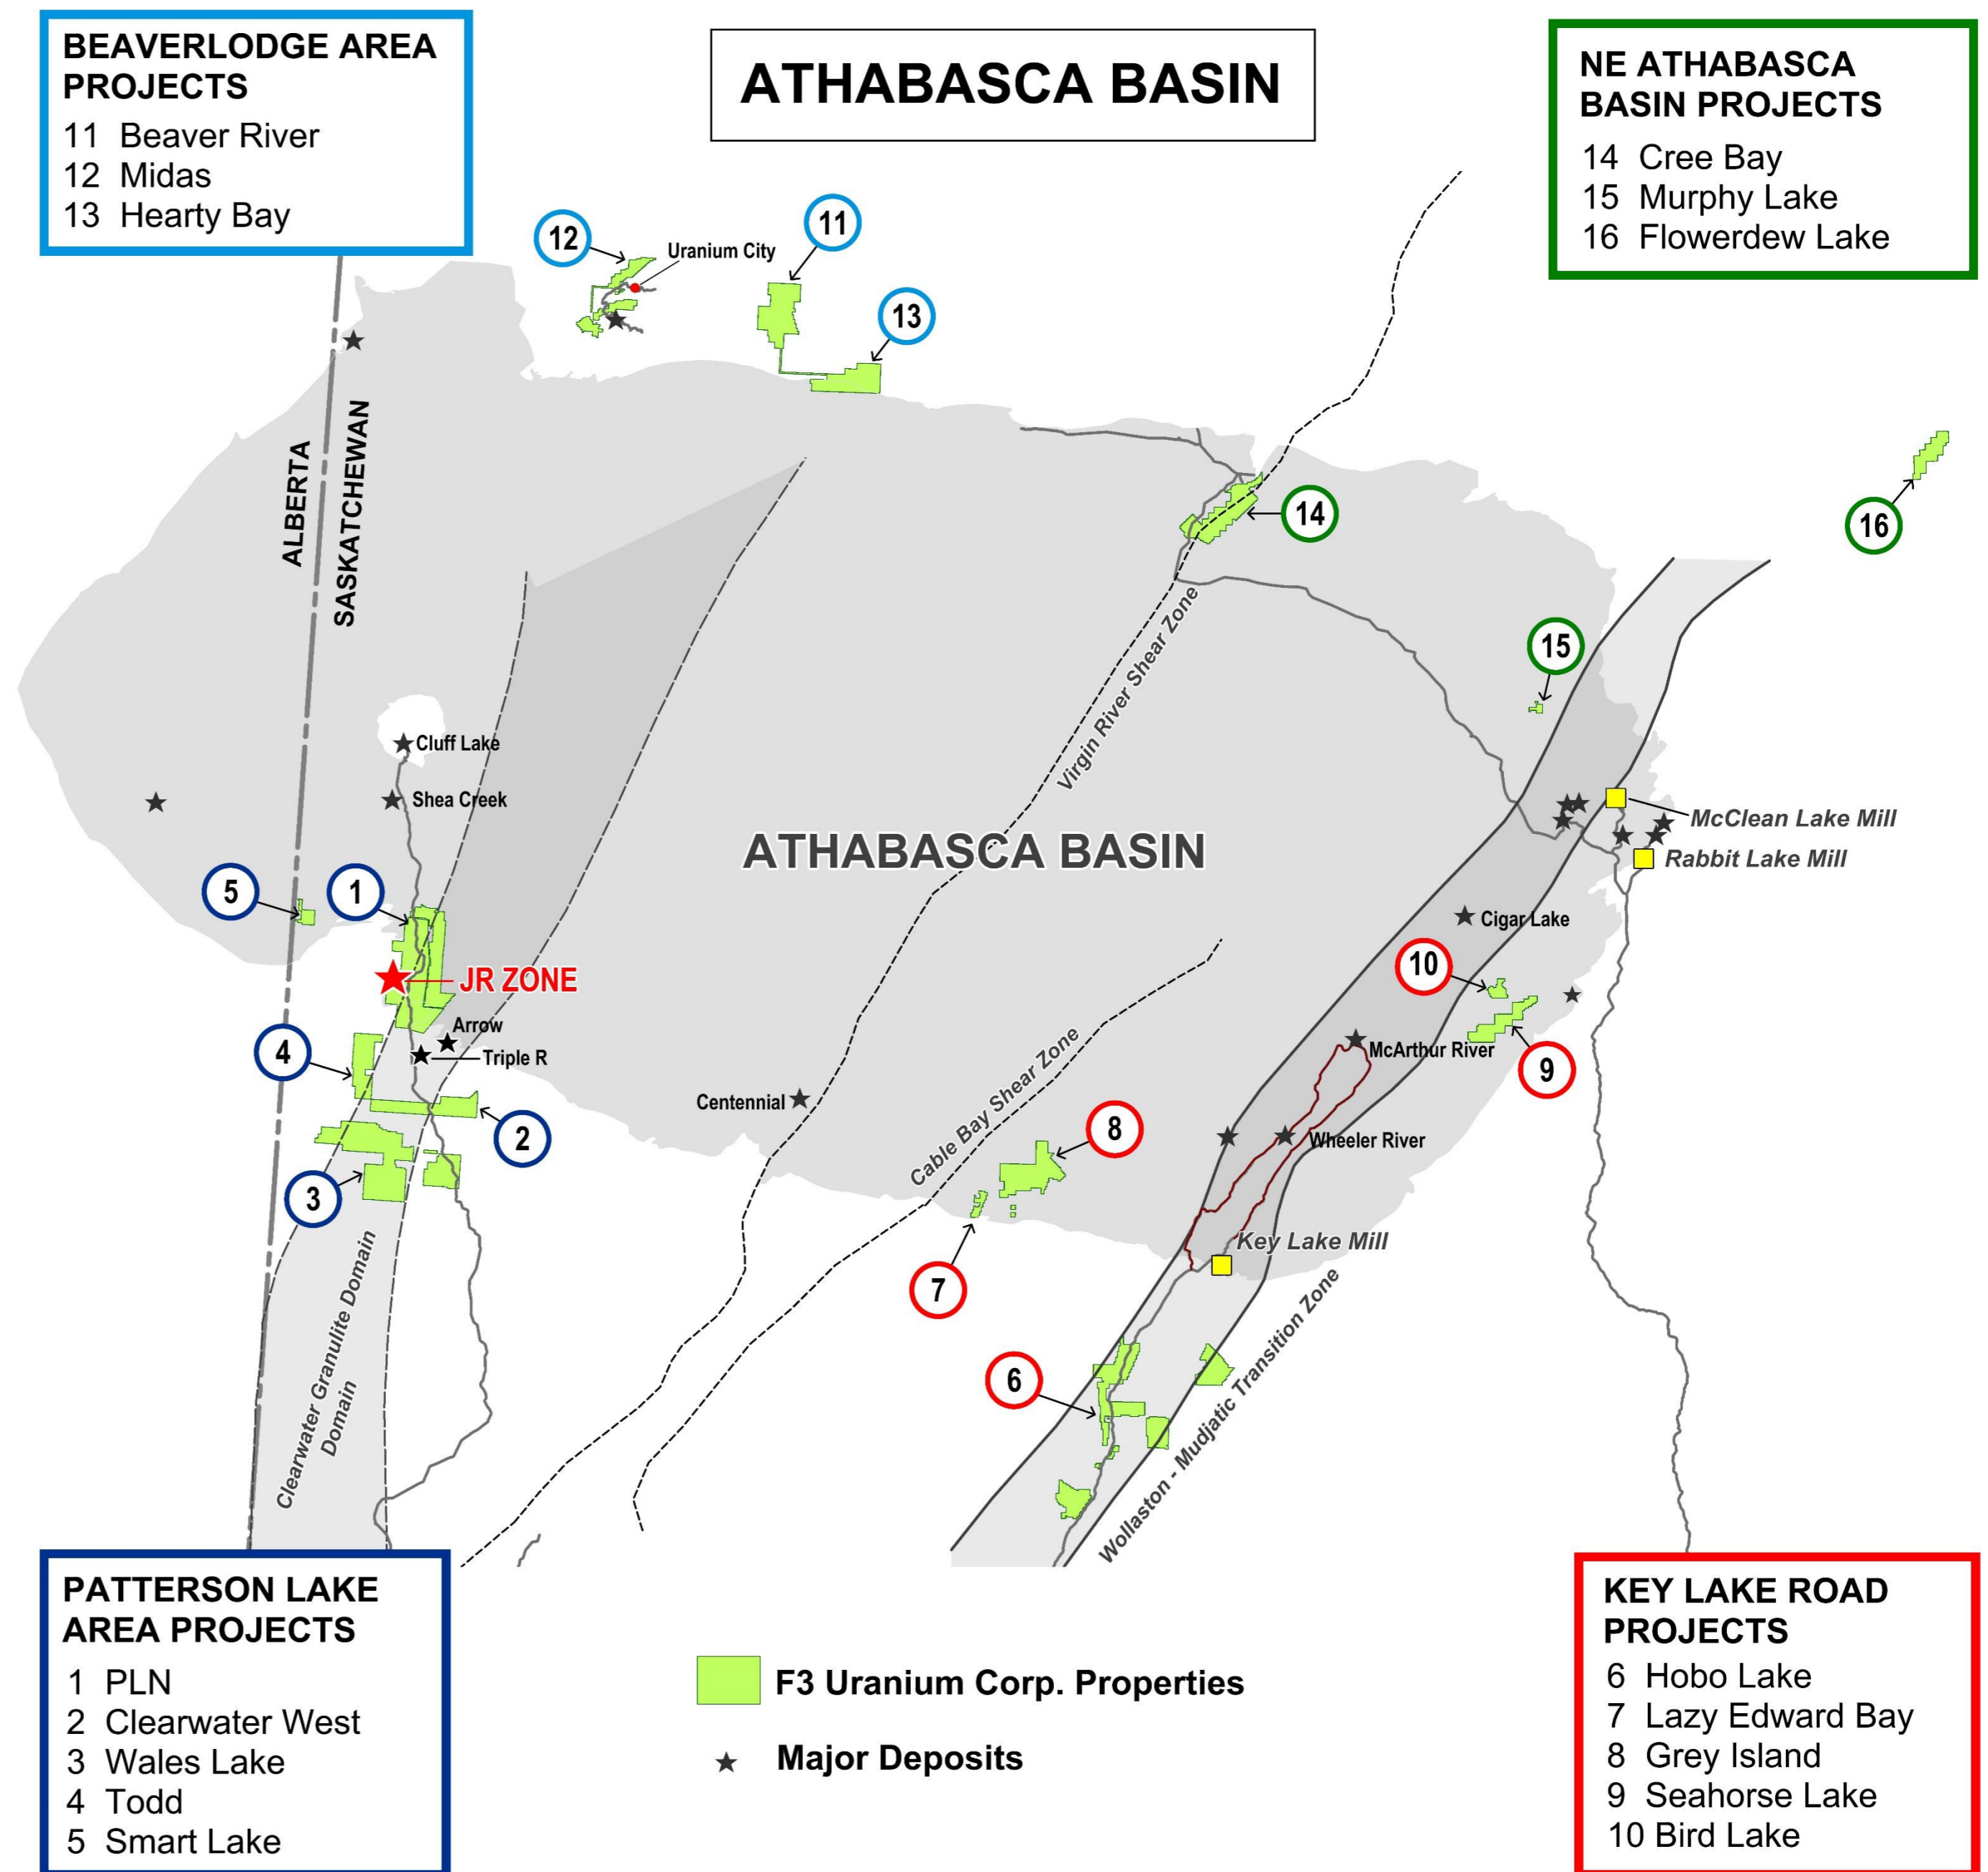 BEAVERLODGE AREA
PROJECTS
11 Beaver River
12 Midas
13 Hearty Bay
ATHABASCA BASIN
NE ATHABASCA
BASIN PROJECTS
14 Cree Bay
15 Murphy Lake
16 Flowerdew Lake
12
11
Uranium City
13
ALBERTA
SASKATCHEWAN
14
16
15
Virgin River Shear Zone
Cluff Lake
Shea Creek
ATHABASCA BASIN
McClean Lake Mill
Rabbit Lake Mill
5
1
Cigar Lake
10
JR ZONE
Arrow
Triple R
4
McArthur River
9
Centennial
Cable Bay Shear Zone
2
8
Wheeler River
3
7
Key Lake Mill
Clearwater Granulite Domain
Domain
6
Wollaston - Mudjatic Transition Zone
PATTERSON LAKE
AREA PROJECTS
1 PLN
2 Clearwater West
3 Wales Lake
4 Todd
5 Smart Lake
F3 Uranium Corp. Properties
Major Deposits
KEY LAKE ROAD
PROJECTS
6 Hobo Lake
7 Lazy Edward Bay
8 Grey Island
9 Seahorse Lake
10 Bird Lake